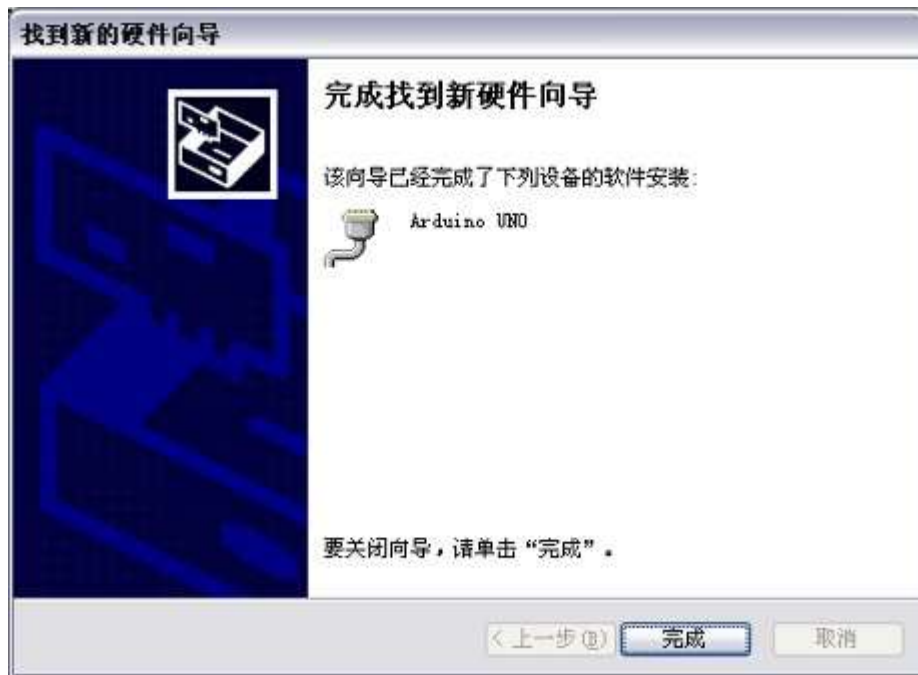 找到新的硬件向导
完成找到新硬件向导
该向导已经完成了下列设备的软件安装:
Arduino UNO
要关闭向导，请单击“完成”。
< 上一步(B)
完成
取消